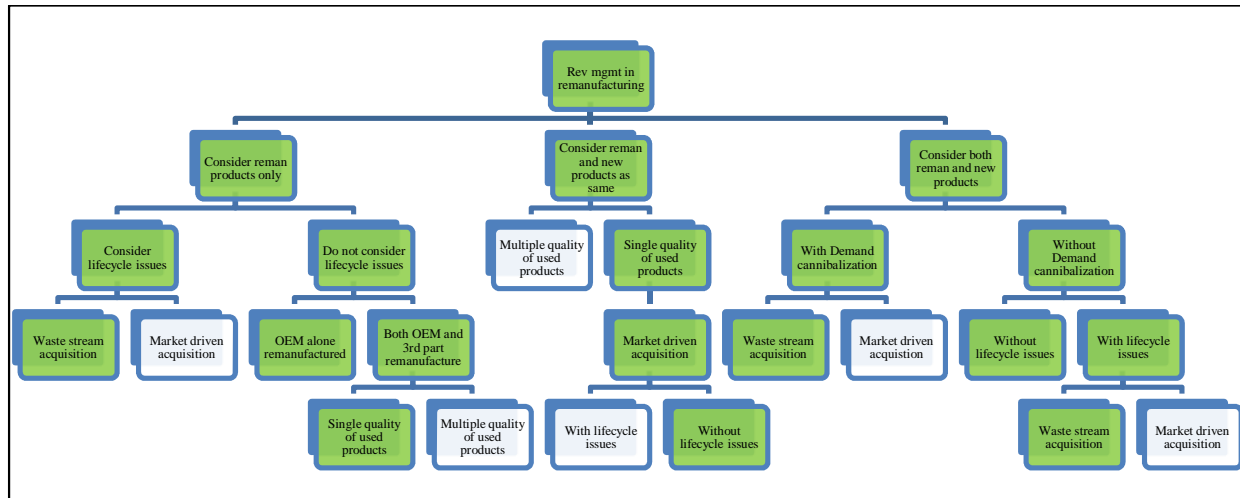 Rev mgmt in
remanufacturing
Consider reman
products only
Consider reman
and new
products as
same
Consider both
reman and new
products
Consider
lifecycle issues
Do not consider
lifecycle issues
Multiple quality
of used
products
Single quality
of used
products
With Demand
cannibalization
Without
Demand
cannibalization
Waste stream
acquisition
Market driven
acquisition
OEM alone
remanufactured
Both OEM and
3rd part
remanufacture
Market driven
acquisition
Waste stream
acquisition
Market driven
acquistion
Without
lifecycle issues
With lifecycle
issues
Single quality
of used
products
Multiple quality
of used
products
With lifecycle
issues
Without
lifecycle issues
Waste stream
acquisition
Market driven
acquisition